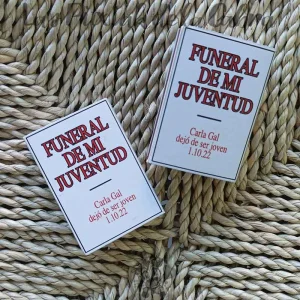 FUNERAL
DE MI
JUVENTUD
Carla Gal
dejó de ser joven
1.10.22
FUNERAL
DE MI
JUVENTUD
Carla Gal
dejó de ser joven
1.10.22